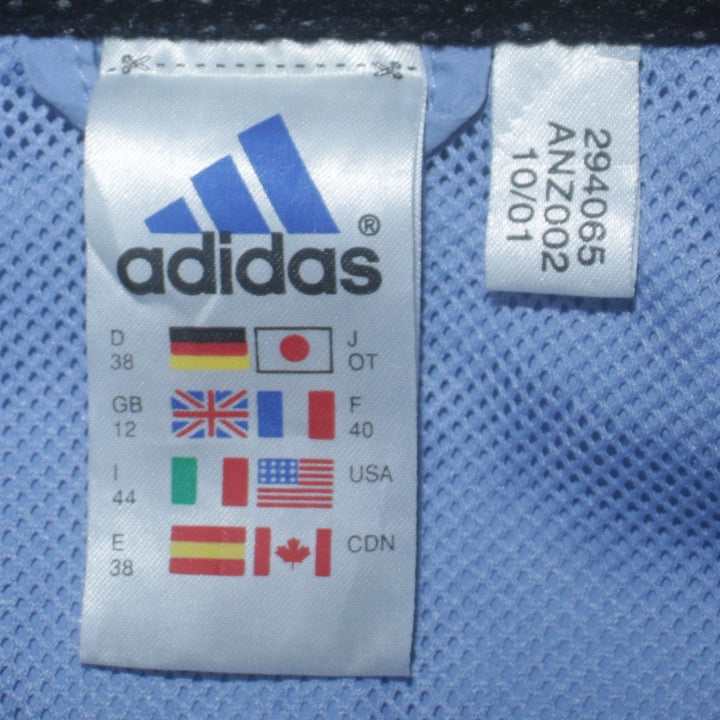 adidas ®
D 38
J OT
GB 12
F 40
I 44
USA
E 38
CDN
294065
ANZ002
10/01